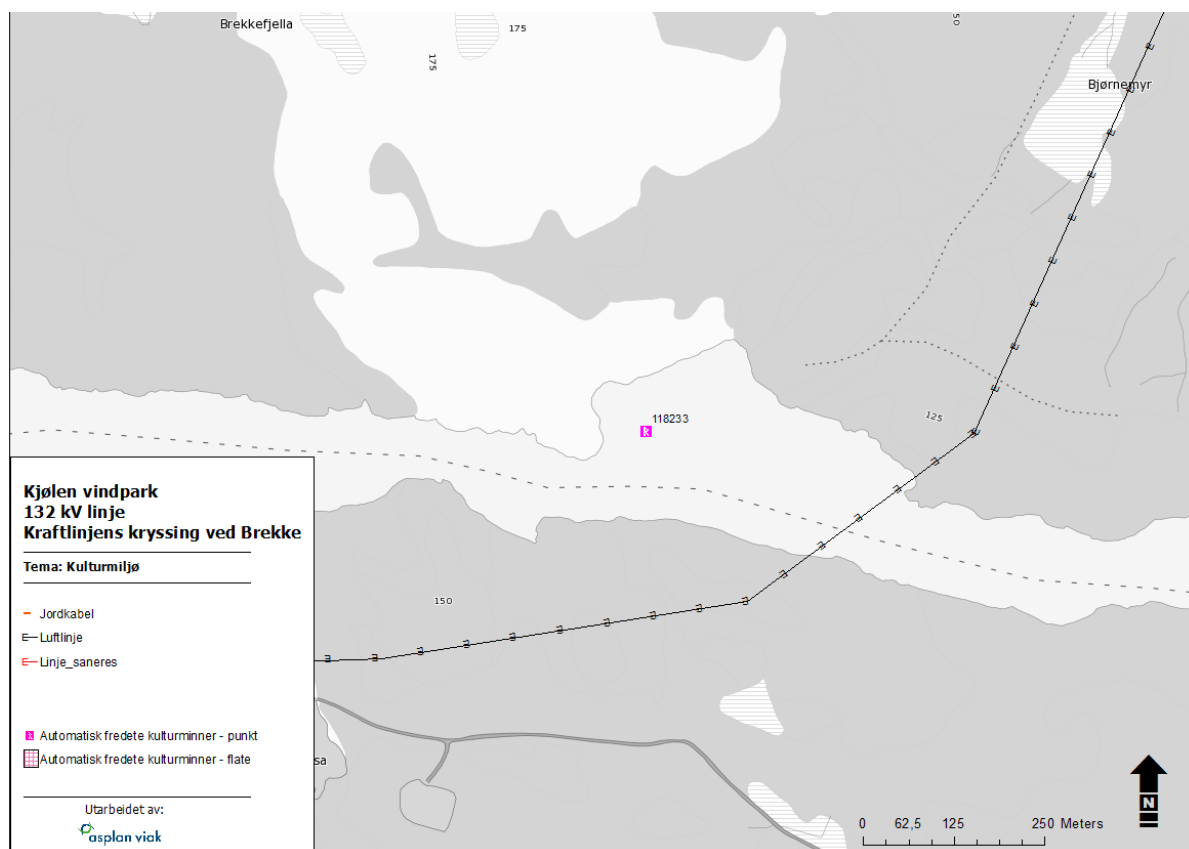 Brekkefjella
175
175
50
Bjørnemyr
118233
125
150
sa
Kjølen vindpark
132 kV linje
Kraftlinjens kryssing ved Brekke
Tema: Kulturmiljø
Jordkabel
Luftlinje
Linje_saneres
Automatisk fredete kulturminner - punkt
Automatisk fredete kulturminner - flate
Utarbeidet av:
asplan viak
0 62,5 125 250 Meters
N